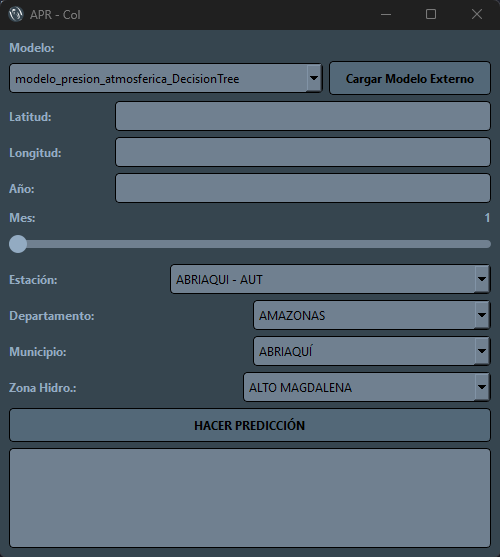 APR - Col
Modelo:
modelo_presion_atmosferica_DecisionTree Cargar Modelo Externo
Latitud:
Longitud:
Año:
Mes: 1
Estación: ABRIAQUI - AUT
Departamento: AMAZONAS
Municipio: ABRIAQUÍ
Zona Hidro.: ALTO MAGDALENA
HACER PREDICCIÓN